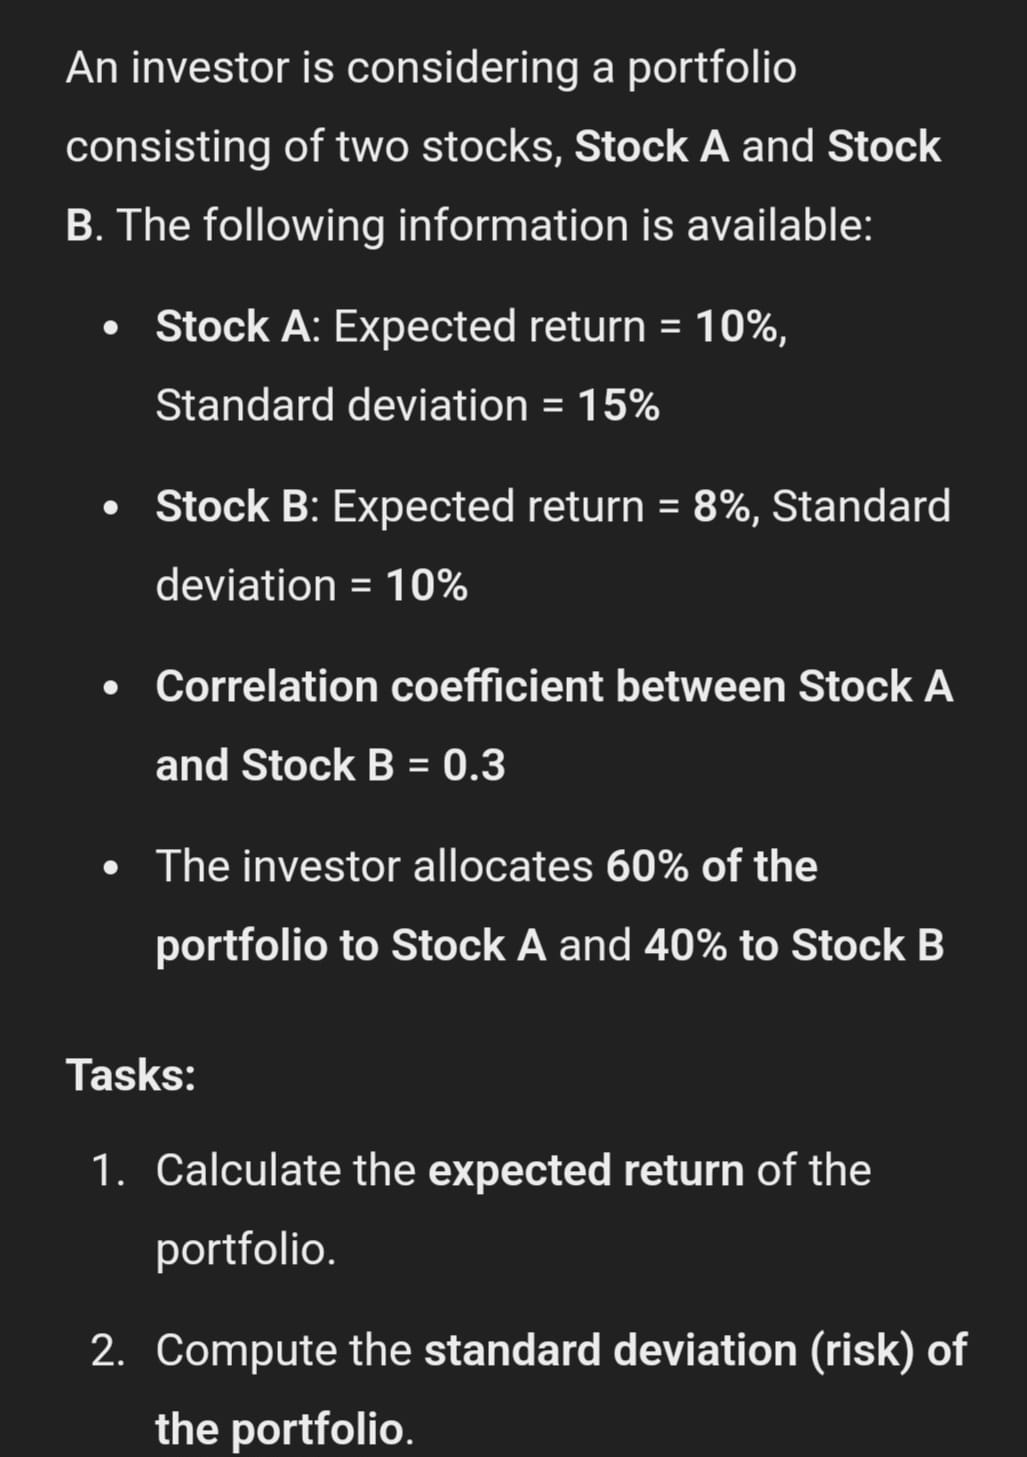 An investor is considering a portfolio
consisting of two stocks, Stock A and Stock
B. The following information is available:
• Stock A: Expected return = 10%,
Standard deviation = 15%
• Stock B: Expected return = 8%, Standard
deviation = 10%
• Correlation coefficient between Stock A
and Stock B = 0.3
• The investor allocates 60% of the
portfolio to Stock A and 40% to Stock B
Tasks:
1. Calculate the expected return of the
portfolio.
2. Compute the standard deviation (risk) of
the portfolio.